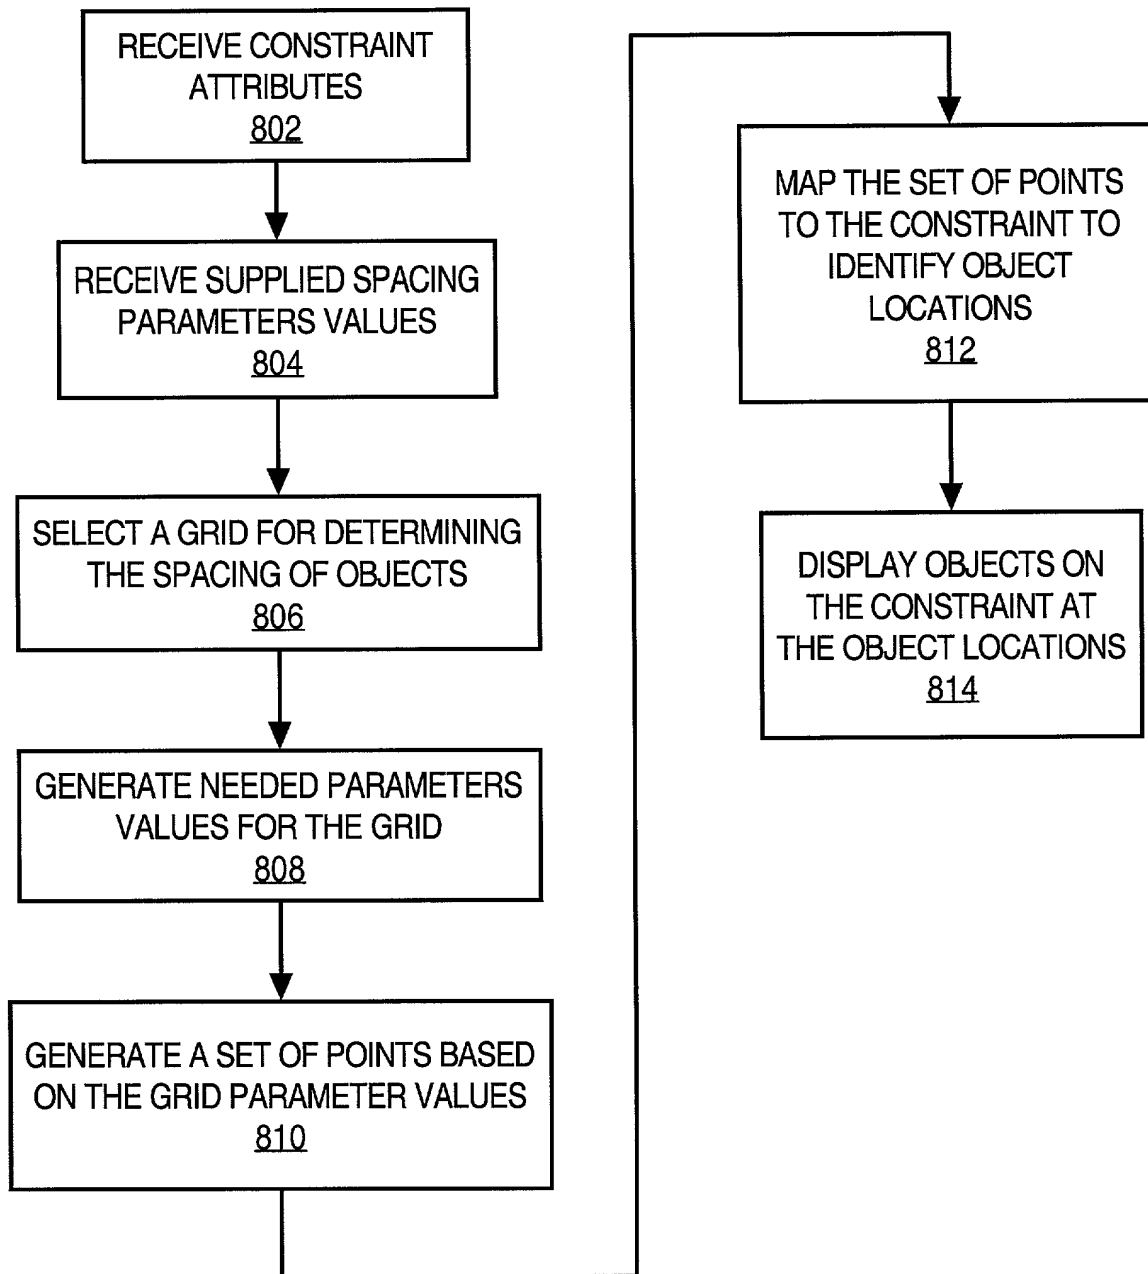 RECEIVE CONSTRAINT
ATTRIBUTES
802
RECEIVE SUPPLIED SPACING
PARAMETERS VALUES
804
SELECT A GRID FOR DETERMINING
THE SPACING OF OBJECTS
806
GENERATE NEEDED PARAMETERS
VALUES FOR THE GRID
808
GENERATE A SET OF POINTS BASED
ON THE GRID PARAMETER VALUES
810
MAP THE SET OF POINTS
TO THE CONSTRAINT TO
IDENTIFY OBJECT
LOCATIONS
812
DISPLAY OBJECTS ON
THE CONSTRAINT AT
THE OBJECT LOCATIONS
814